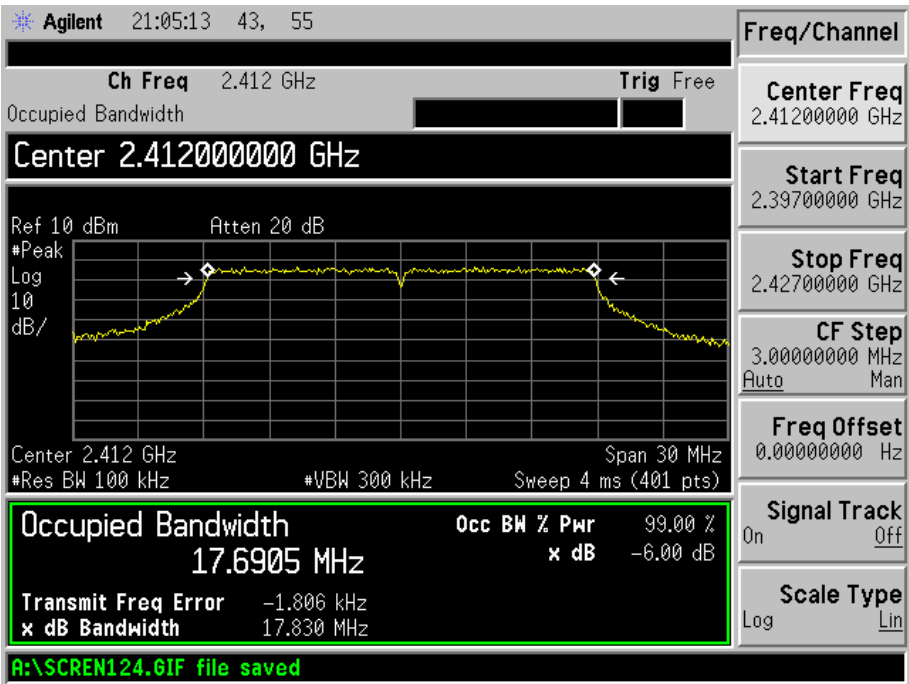 Agilent 21:05:13 43, 55
Ch Freq 2.412 GHz Trig Free
Occupied Bandwidth
Center 2.412000000 GHz
Ref 10 dBm Atten 20 dB
#Peak
Log
10
dB/
Center 2.412 GHz Span 30 MHz
#Res BW 100 kHz #VBW 300 kHz Sweep 4 ms (401 pts)
Occupied Bandwidth Occ BW % Pwr 99.00 %
17.6905 MHz x dB -6.00 dB
Transmit Freq Error -1.806 kHz
x dB Bandwidth 17.830 MHz
A:\SCREN124.GIF file saved
Freq/Channel
Center Freq
2.41200000 GHz
Start Freq
2.39700000 GHz
Stop Freq
2.42700000 GHz
CF Step
3.00000000 MHz
Auto Man
Freq Offset
0.00000000 Hz
Signal Track
On Off
Scale Type
Log Lin